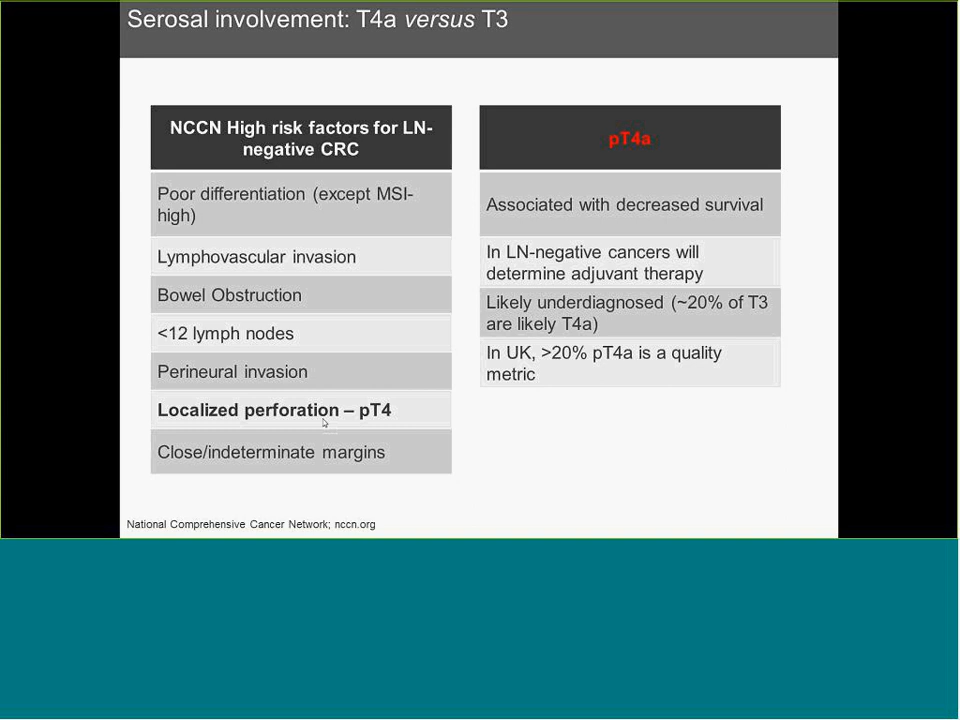 Serosal involvement: T4a versus T3
NCCN High risk factors for LN-
negative CRC
Poor differentiation (except MSI-
high)
Lymphovascular invasion
Bowel Obstruction
<12 lymph nodes
Perineural invasion
Localized perforation – pT4
Close/indeterminate margins
pT4a
Associated with decreased survival
In LN-negative cancers will
determine adjuvant therapy
Likely underdiagnosed (~20% of T3
are likely T4a)
In UK, >20% pT4a is a quality
metric
National Comprehensive Cancer Network; nccn.org